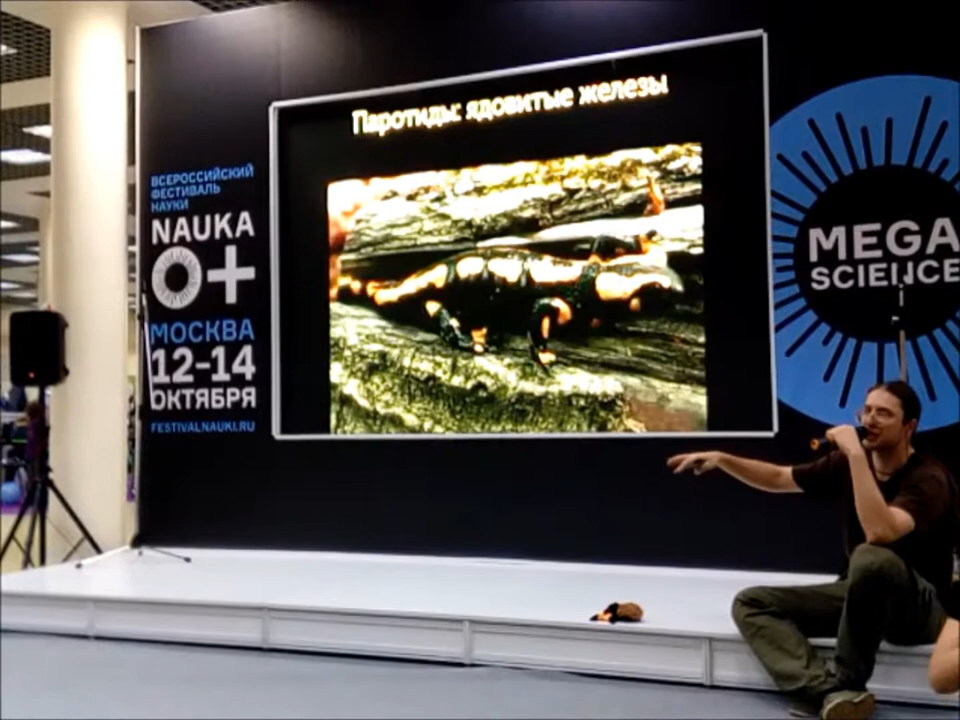 Паротиды: ядовитые железы
ВСЕРОССИЙСКИЙ
ФЕСТИВАЛЬ
НАУКИ
NAUKA
0+
МОСКВА
12-14
ОКТЯБРЯ
FESTIVALNAUKI.RU
MEGA
SCIENCE